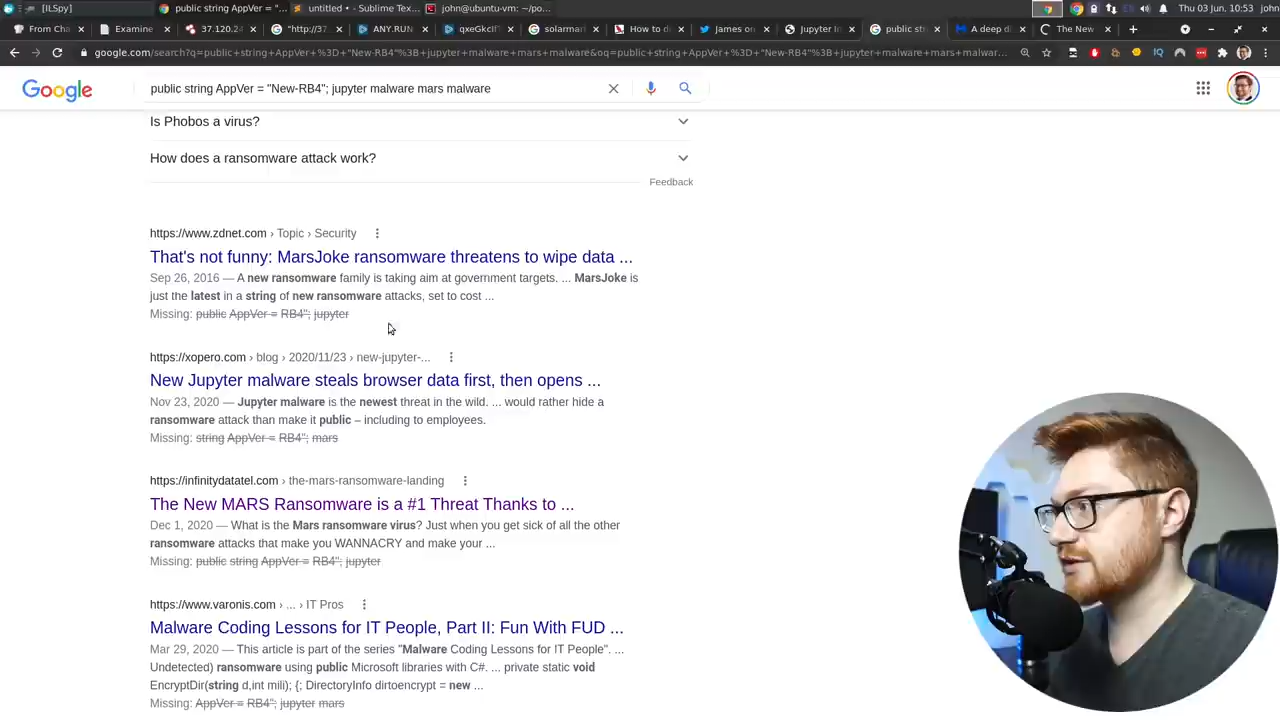 [ILSpy]
public string AppVer = "...
untitled • - Sublime Tex...
john@ubuntu-vm: ~/po...
EN
Thu 03 Jun, 10:53
john
From Cha
Examine
37.120.24
"http://37.
ANY.RUN
qxeGkcIf
solarmar
How to d
James on
Jupyter In
public str
A deep di
The New
google.com/search?q=public+string+AppVer+%3D+"New-RB4"%3B+jupyter+malware+mars+malware&oq=public+string+AppVer+%3D+"New-RB4"%3B+jupyter+malware+mars+malwar...
Google
public string AppVer = "New-RB4"; jupyter malware mars malware
Is Phobos a virus?
How does a ransomware attack work?
Feedback
https://www.zdnet.com › Topic › Security
That's not funny: MarsJoke ransomware threatens to wipe data ...
Sep 26, 2016 — A new ransomware family is taking aim at government targets. ... MarsJoke is
just the latest in a string of new ransomware attacks, set to cost ...
Missing: public AppVer = RB4"; jupyter
https://xopero.com › blog › 2020/11/23 › new-jupyter-...
New Jupyter malware steals browser data first, then opens ...
Nov 23, 2020 — Jupyter malware is the newest threat in the wild. ... would rather hide a
ransomware attack than make it public – including to employees.
Missing: string AppVer = RB4"; mars
https://infinitydatatel.com › the-mars-ransomware-landing
The New MARS Ransomware is a #1 Threat Thanks to ...
Dec 1, 2020 — What is the Mars ransomware virus? Just when you get sick of all the other
ransomware attacks that make you WANNACRY and make your ...
Missing: public string AppVer = RB4"; jupyter
https://www.varonis.com › ... › IT Pros
Malware Coding Lessons for IT People, Part II: Fun With FUD ...
Mar 29, 2020 — This article is part of the series "Malware Coding Lessons for IT People". ...
Undetected) ransomware using public Microsoft libraries with C#. ... private static void
EncryptDir(string d,int mili); {; DirectoryInfo dirtoencrypt = new ...
Missing: AppVer = RB4"; jupyter mars